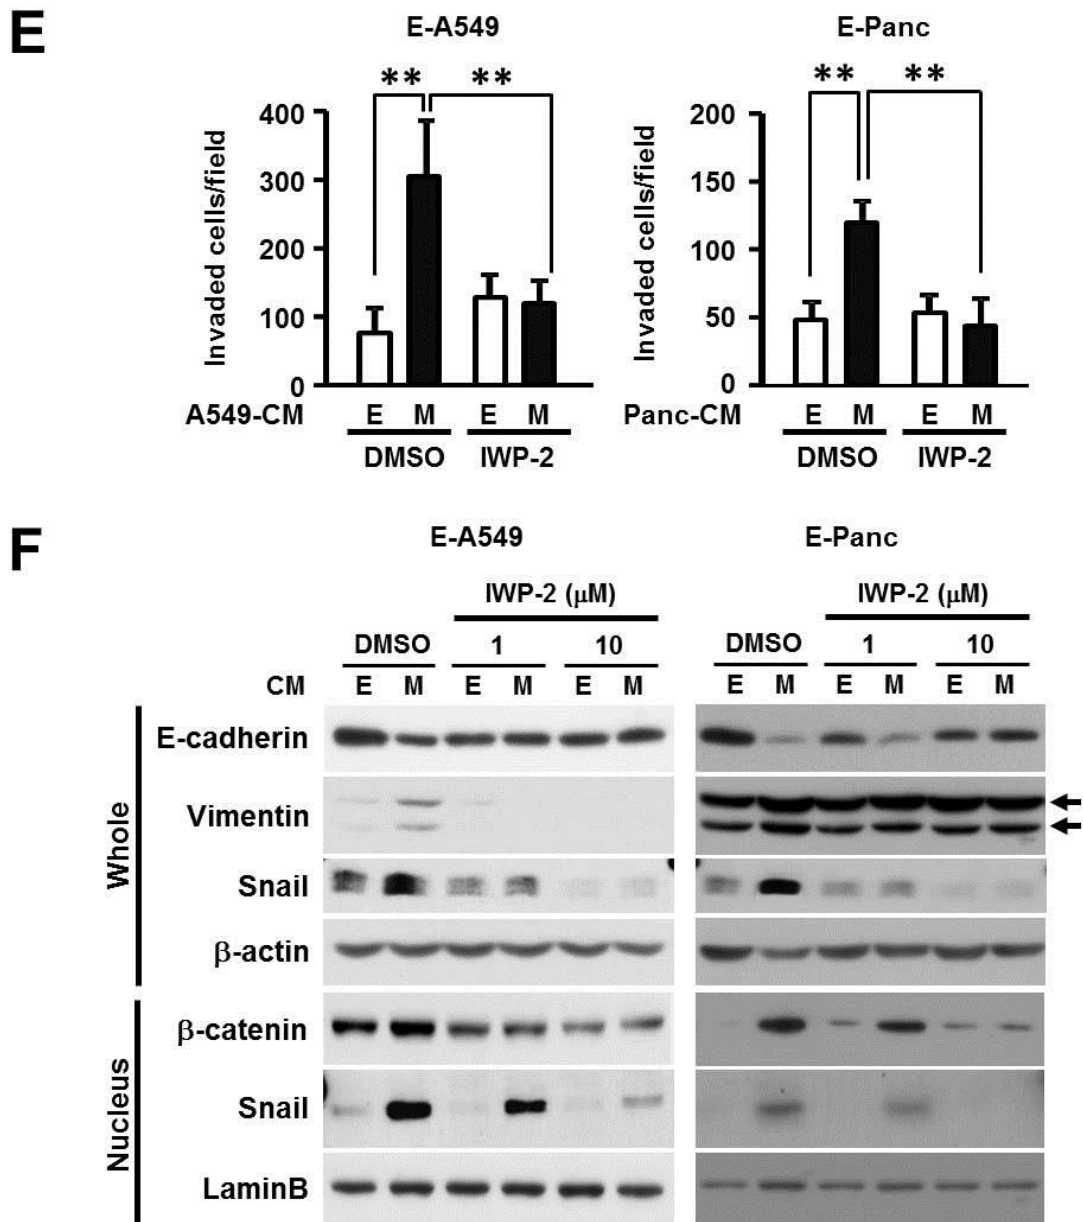 E
E-A549
E-Panc
** **
** **
Invaded cells/field
400
300
200
100
0
Invaded cells/field
200
150
100
50
0
A549-CM E M E M
DMSO IWP-2
Panc-CM E M E M
DMSO IWP-2
F
E-A549
E-Panc
IWP-2 (μM)
IWP-2 (μM)
DMSO 1 10
DMSO 1 10
CM E M E M E M
E M E M E M
Whole
E-cadherin
Vimentin
Snail
β-actin
Nucleus
β-catenin
Snail
LaminB